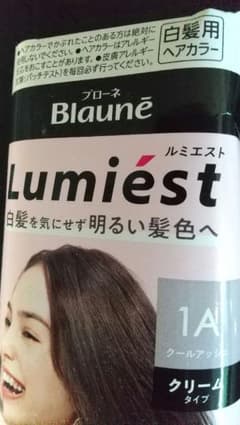 ヘアカラーでかぶれたことのある方は絶対に
使用しないでください。●ヘアカラーはアレルギー
をおこすことがあります。●皮膚アレルギー
(パッチテスト)を毎回必ず行ってください。
白髪用
ヘアカラー
ブローネ
Blaunē
ルミエスト
Lumiést
白髪を気にせず明るい髪色へ
1A
クールアッシュ
クリーム
タイプ